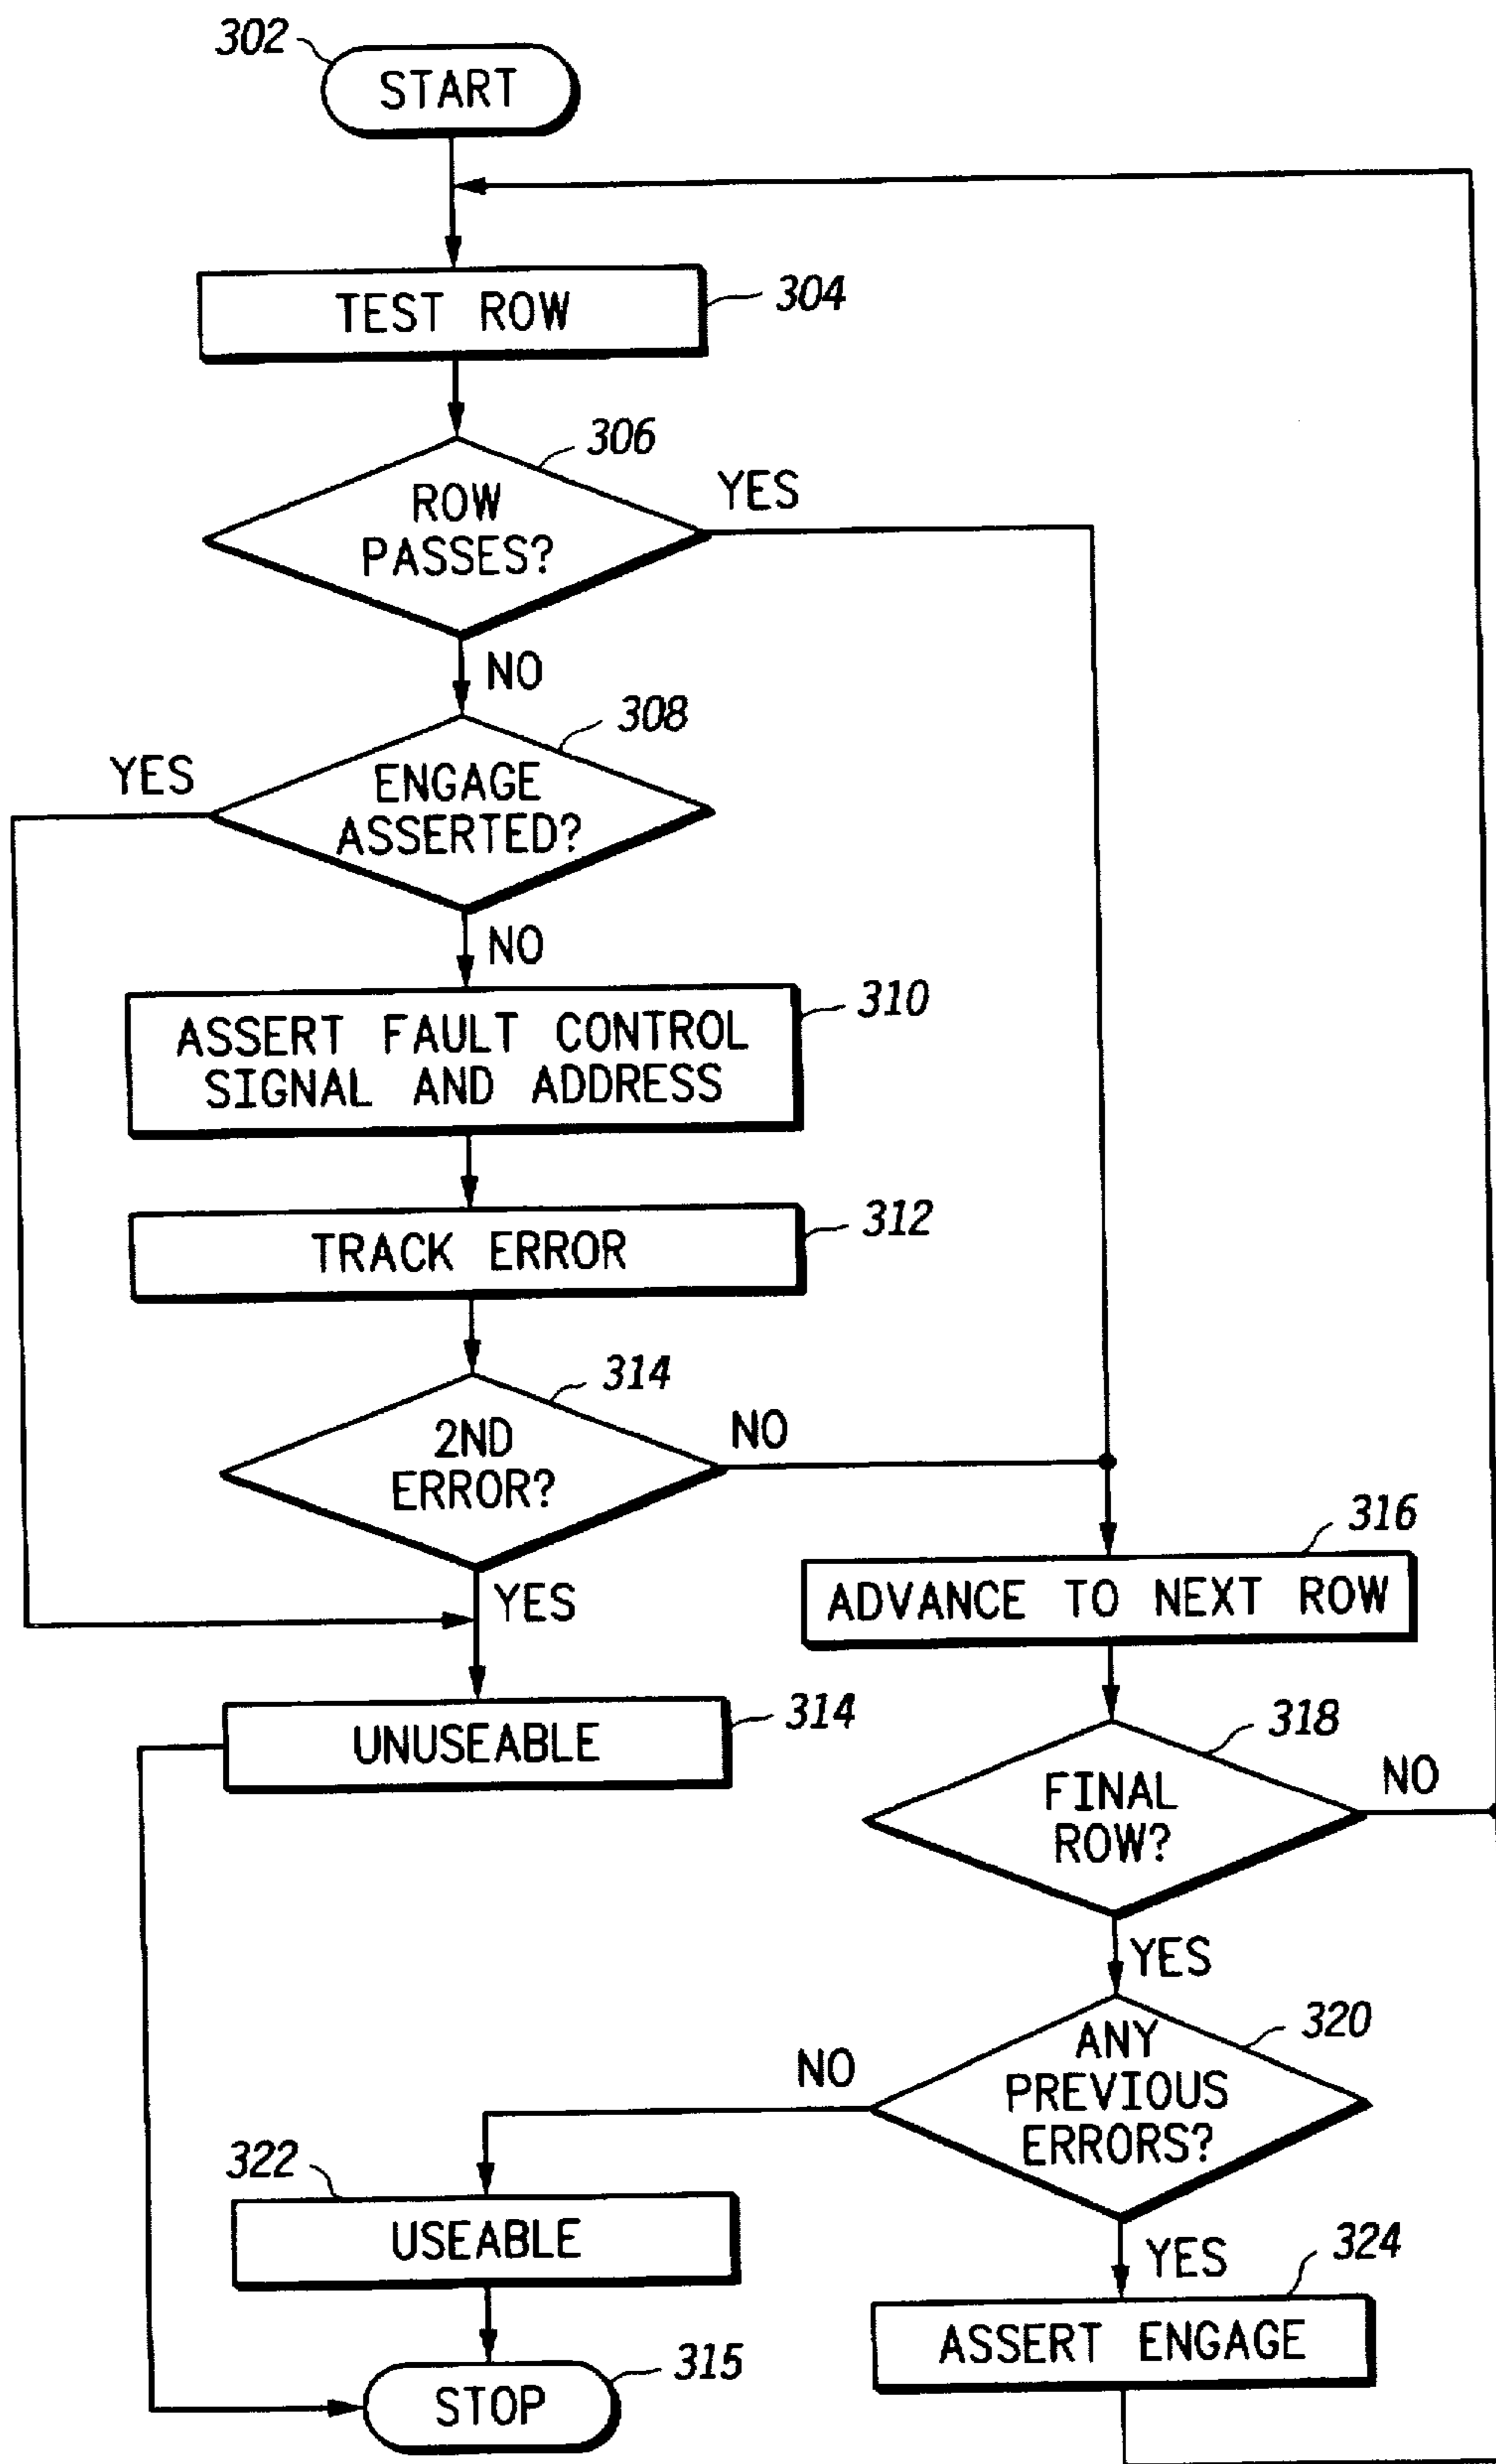 302
START
TEST ROW
304
306
ROW
PASSES?
YES
NO
308
YES
ENGAGE
ASSERTED?
NO
310
ASSERT FAULT CONTROL
SIGNAL AND ADDRESS
312
TRACK ERROR
314
2ND
ERROR?
NO
YES
316
ADVANCE TO NEXT ROW
314
UNUSEABLE
318
FINAL
ROW?
NO
YES
320
ANY
PREVIOUS
ERRORS?
NO
322
USEABLE
YES
324
ASSERT ENGAGE
315
STOP